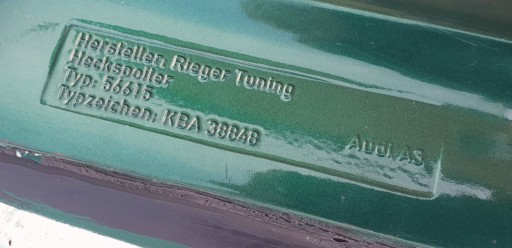 Hersteller: Rieger Tuning
Heckspoiler
Typ: 56615
Typzeichen: KBA 38848
Audi A3